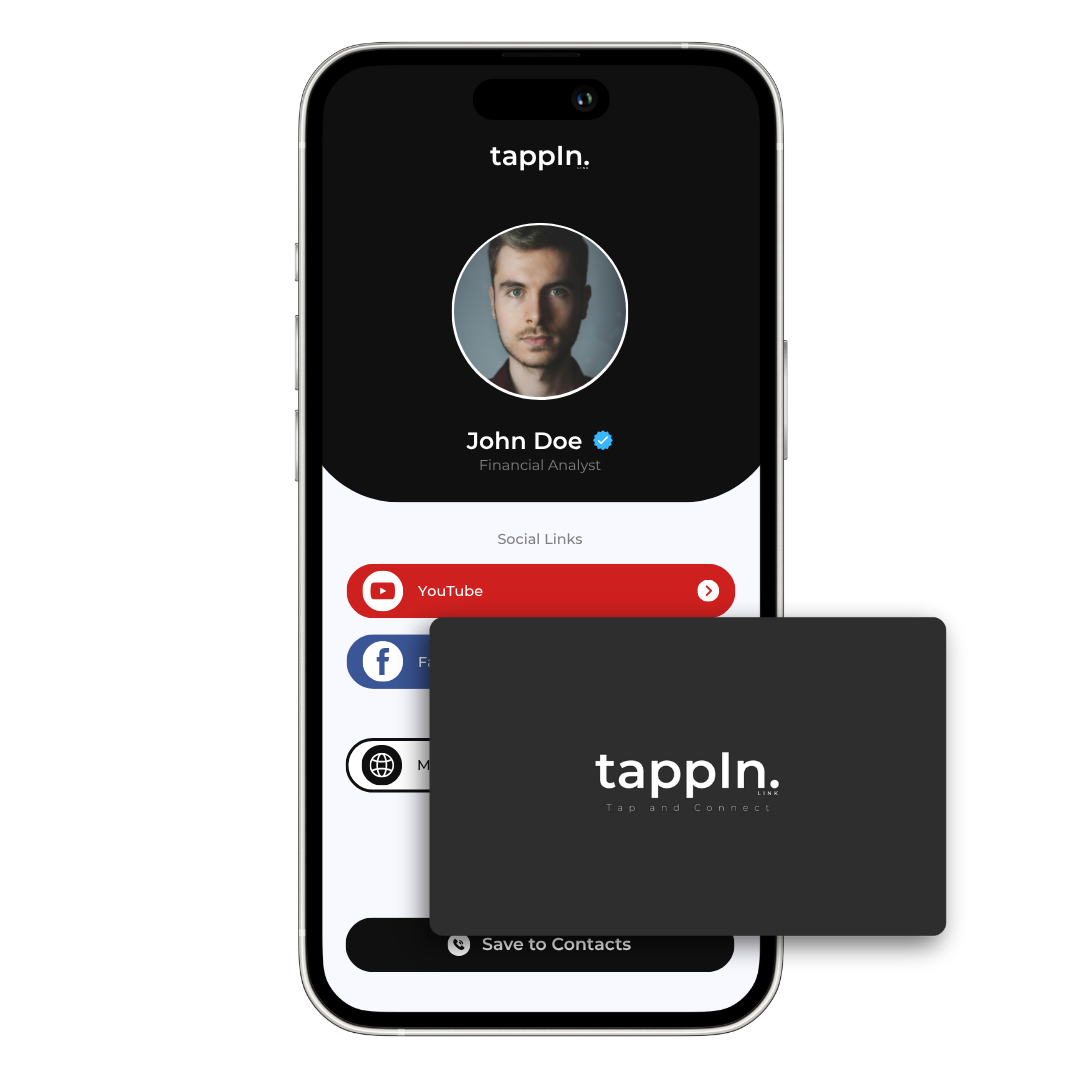 tappIn.
LINK
John Doe
Financial Analyst
Social Links
YouTube
Fa
M
tappIn.
LINK
Tap and Connect
Save to Contacts